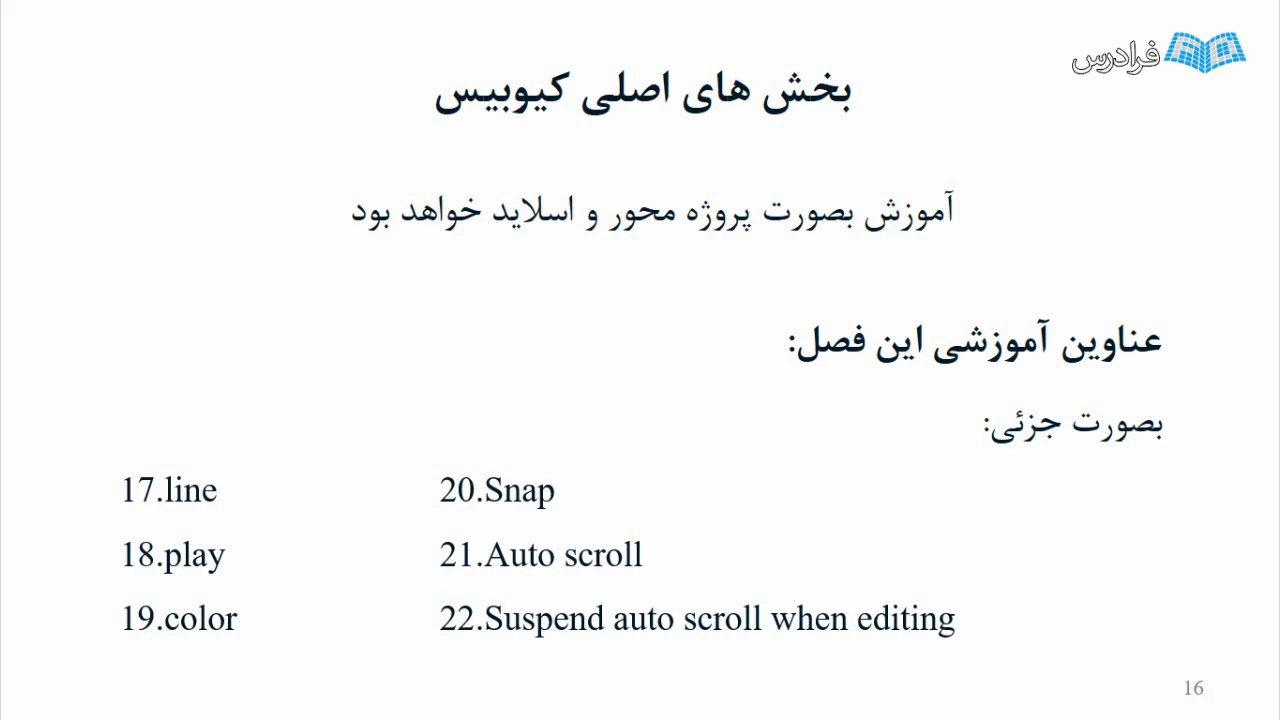 فرادرس
بخش های اصلی کیوبیس
آموزش بصورت پروژه محور و اسلاید خواهد بود
عناوین آموزشی این فصل:
بصورت جزئی:
17.line
18.play
19.color
20.Snap
21.Auto scroll
22.Suspend auto scroll when editing
16